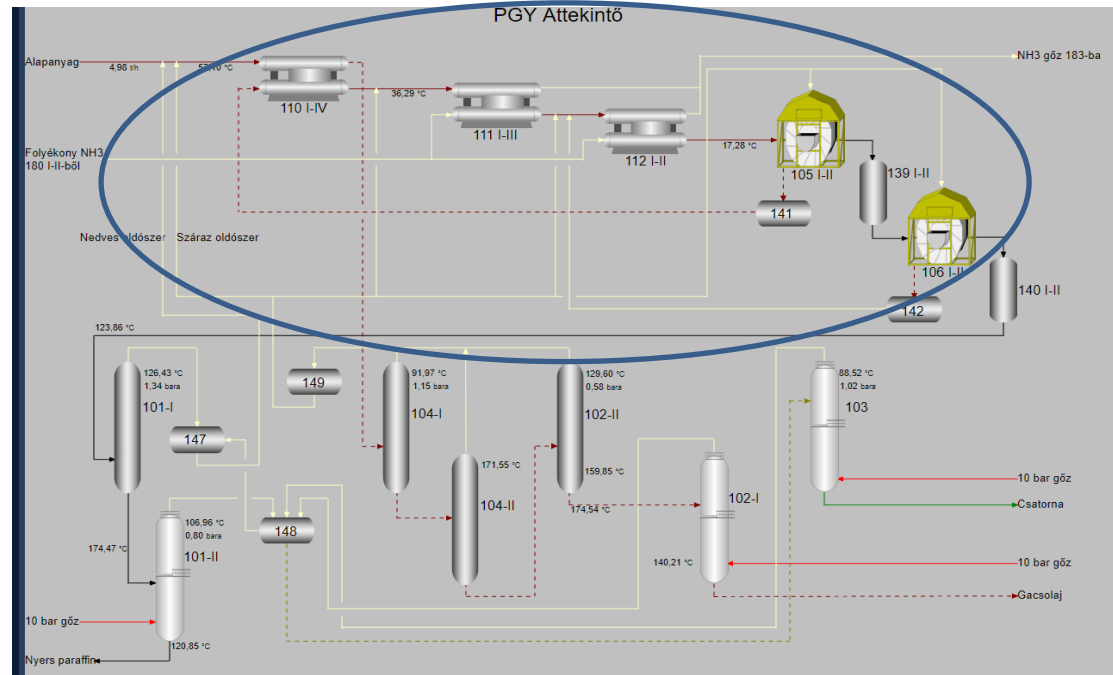 PGY Áttekintő
Alapanyag
4,98 t/h
NH3 gőz 183-ba
110 I-IV
36,29 °C
111 I-III
112 I-II
17,28 °C
105 I-II
139 I-II
Folyékony NH3
180 I-II-ből
141
Nedves oldószer
Száraz oldószer
106 I-II
140 I-II
142
123,86 °C
126,43 °C
1,34 bara
101-I
149
91,97 °C
1,15 bara
104-I
129,60 °C
0,58 bara
102-II
88,52 °C
1,02 bara
103
147
171,55 °C
159,85 °C
10 bar gőz
104-II
174,54 °C
102-I
Csatorna
148
106,96 °C
0,80 bara
101-II
174,47 °C
140,21 °C
10 bar gőz
Gacsolaj
10 bar gőz
120,85 °C
Nyers paraffin